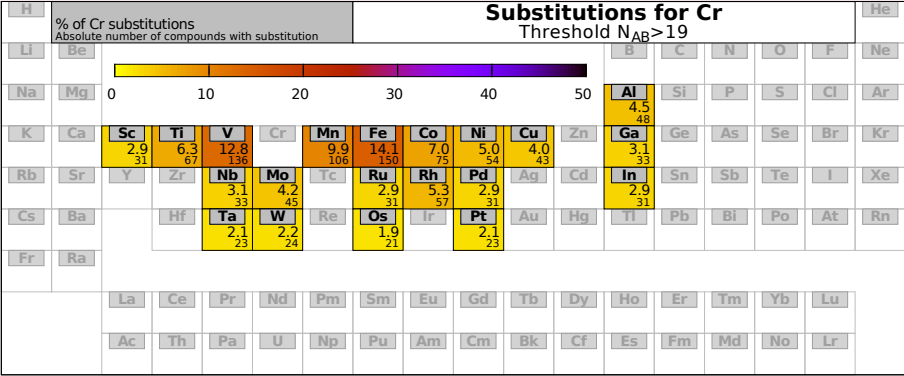 H He
% of Cr substitutions
Absolute number of compounds with substitution
Substitutions for Cr
Threshold N_AB>19
Li Be B C N O F Ne
0 10 20 30 40 50
Na Mg Al Si P S Cl Ar
4.5
48
K Ca Sc Ti V Cr Mn Fe Co Ni Cu Zn Ga Ge As Se Br Kr
2.9 6.3 12.8 9.9 14.1 7.0 5.0 4.0 3.1
31 67 136 106 150 75 54 43 33
Rb Sr Y Zr Nb Mo Tc Ru Rh Pd Ag Cd In Sn Sb Te I Xe
3.1 4.2 2.9 5.3 2.9 2.9
33 45 31 57 31 31
Cs Ba Hf Ta W Re Os Ir Pt Au Hg Tl Pb Bi Po At Rn
2.1 2.2 1.9 2.1
23 24 21 23
Fr Ra
La Ce Pr Nd Pm Sm Eu Gd Tb Dy Ho Er Tm Yb Lu
Ac Th Pa U Np Pu Am Cm Bk Cf Es Fm Md No Lr